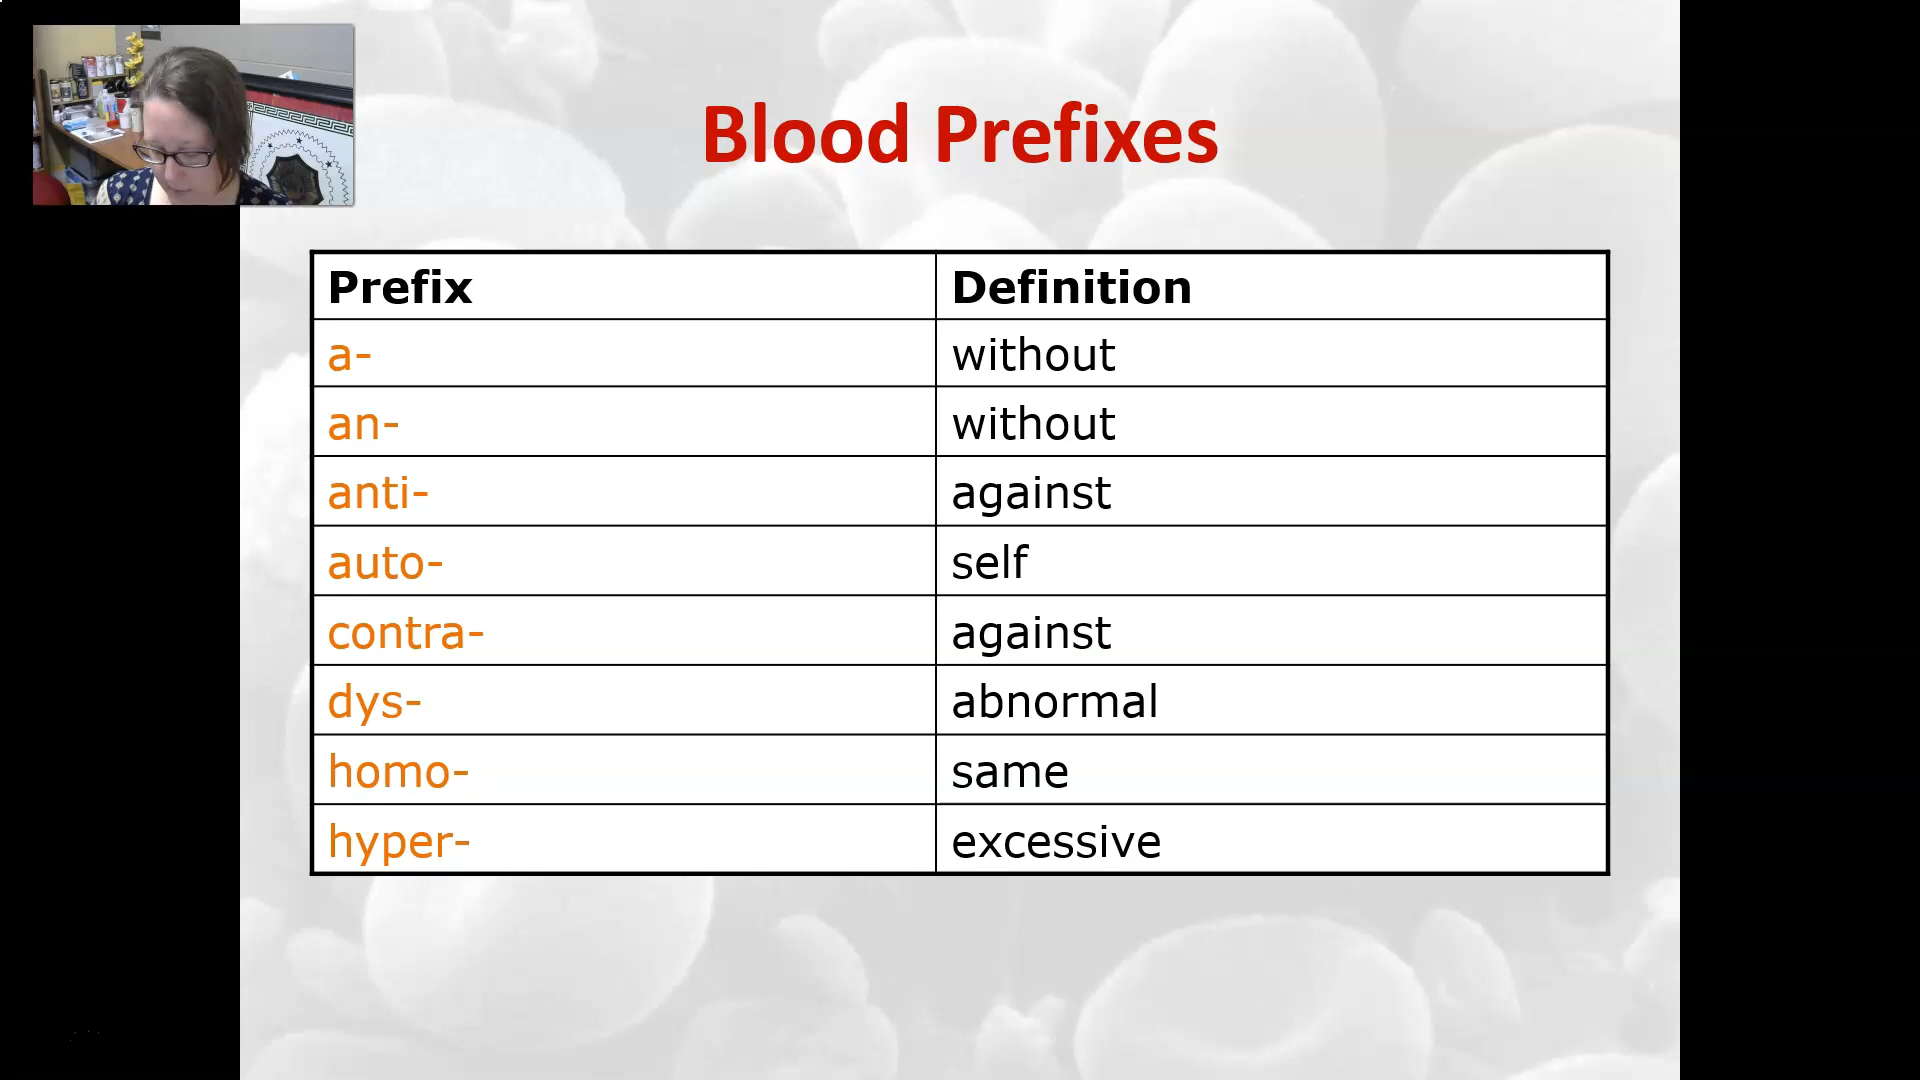 Blood Prefixes
Prefix Definition
a- without
an- without
anti- against
auto- self
contra- against
dys- abnormal
homo- same
hyper- excessive